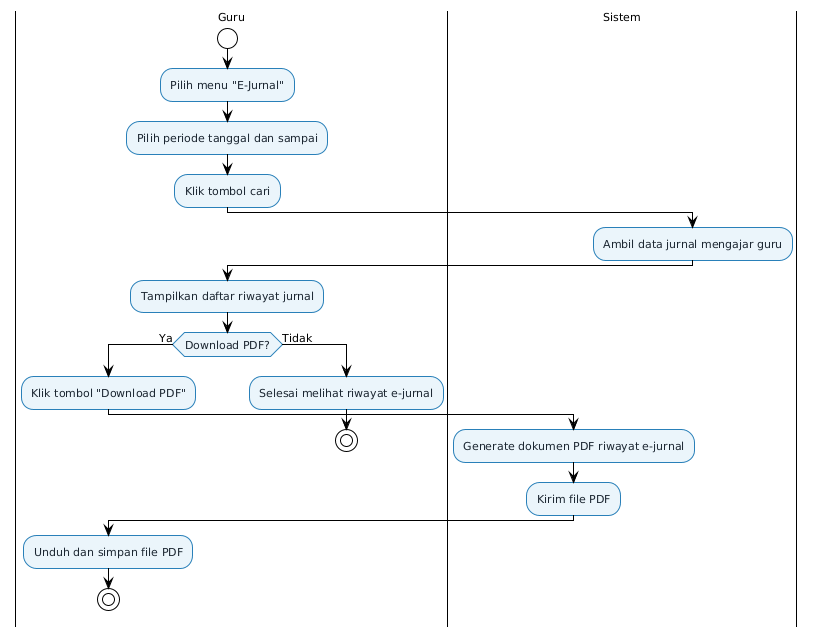 Guru
Sistem
Pilih menu "E-Jurnal"
Pilih periode tanggal dan sampai
Klik tombol cari
Ambil data jurnal mengajar guru
Tampilkan daftar riwayat jurnal
Ya
Download PDF?
Tidak
Klik tombol "Download PDF"
Selesai melihat riwayat e-jurnal
Generate dokumen PDF riwayat e-jurnal
Kirim file PDF
Unduh dan simpan file PDF